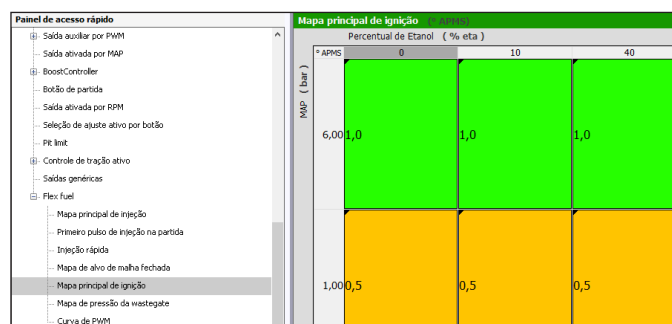 Painel de acesso rápido
Saída auxiliar por PWM
Saída ativada por MAP
BoostController
Botão de partida
Saída ativada por RPM
Seleção de ajuste ativo por botão
Pit limit
Controle de tração ativo
Saídas genéricas
Flex fuel
Mapa principal de injeção
Primeiro pulso de injeção na partida
Injeção rápida
Mapa de alvo de malha fechada
Mapa principal de ignição
Mapa de pressão da wastegate
Curva de PWM
Mapa principal de ignição (° APMS)
Percentual de Etanol ( % eta )
° APMS 0 10 40
MAP ( bar )
6,00 1,0 1,0 1,0
1,00 0,5 0,5 0,5